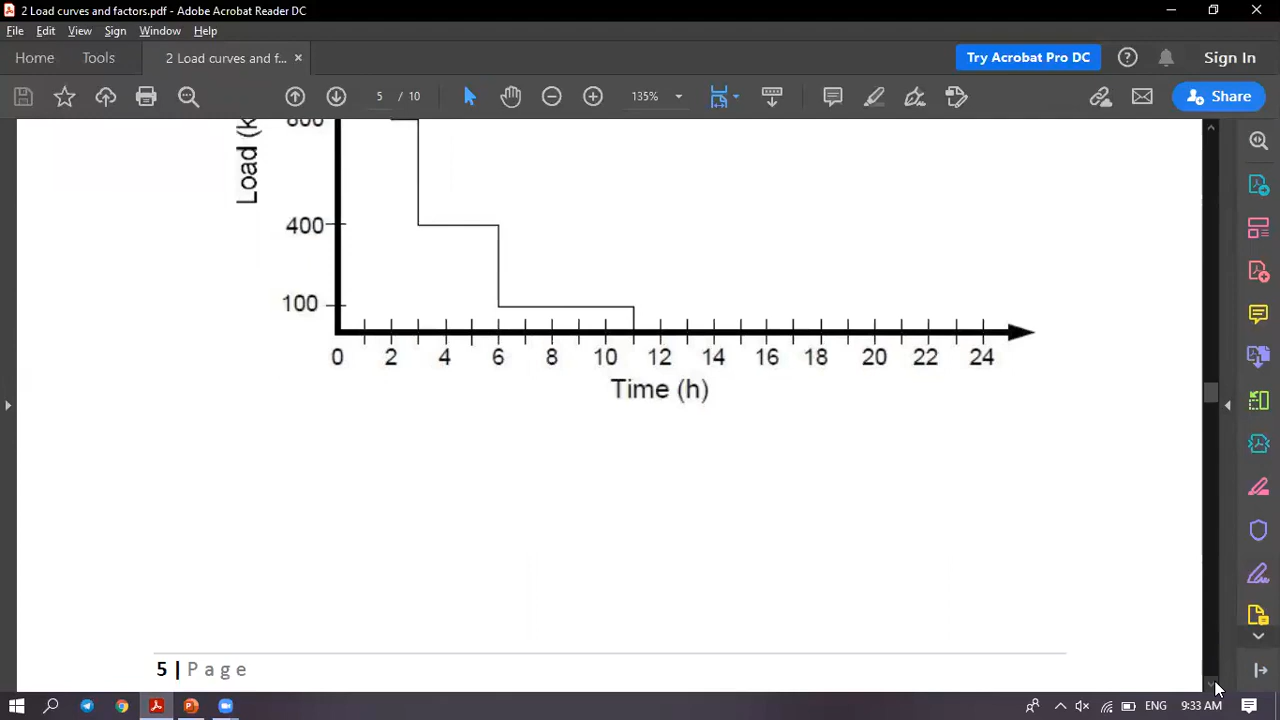 2 Load curves and factors.pdf - Adobe Acrobat Reader DC
File Edit View Sign Window Help
Home Tools 2 Load curves and f... × Try Acrobat Pro DC Sign In
5 / 10 135% Share
800
Load (k
400
100
0 2 4 6 8 10 12 14 16 18 20 22 24
Time (h)
5 | Page
ENG 9:33 AM